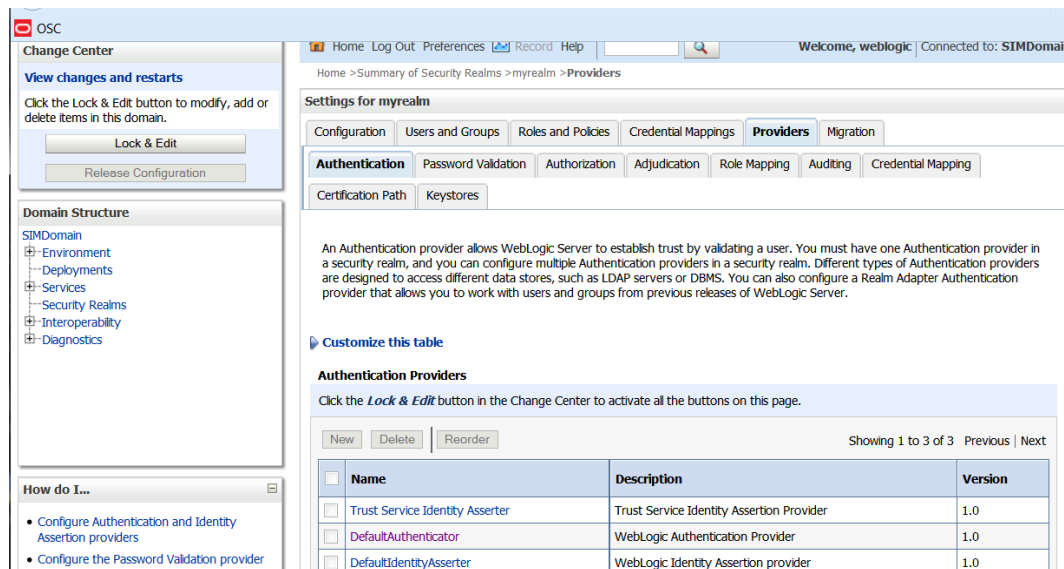 OSC
Change Center
View changes and restarts
Click the Lock & Edit button to modify, add or
delete items in this domain.
Lock & Edit
Release Configuration
Domain Structure
SIMDomain
Environment
Deployments
Services
Security Realms
Interoperability
Diagnostics
How do I...
Configure Authentication and Identity
Assertion providers
Configure the Password Validation provider
Home Log Out Preferences Record Help
Welcome, weblogic Connected to: SIMDomai
Home >Summary of Security Realms >myrealm >Providers
Settings for myrealm
Configuration Users and Groups Roles and Policies Credential Mappings Providers Migration
Authentication Password Validation Authorization Adjudication Role Mapping Auditing Credential Mapping
Certification Path Keystores
An Authentication provider allows WebLogic Server to establish trust by validating a user. You must have one Authentication provider in
a security realm, and you can configure multiple Authentication providers in a security realm. Different types of Authentication providers
are designed to access different data stores, such as LDAP servers or DBMS. You can also configure a Realm Adapter Authentication
provider that allows you to work with users and groups from previous releases of WebLogic Server.
Customize this table
Authentication Providers
Click the Lock & Edit button in the Change Center to activate all the buttons on this page.
New Delete Reorder Showing 1 to 3 of 3 Previous | Next
Name Description Version
Trust Service Identity Asserter Trust Service Identity Assertion Provider 1.0
DefaultAuthenticator WebLogic Authentication Provider 1.0
DefaultIdentityAsserter WebLogic Identity Assertion provider 1.0